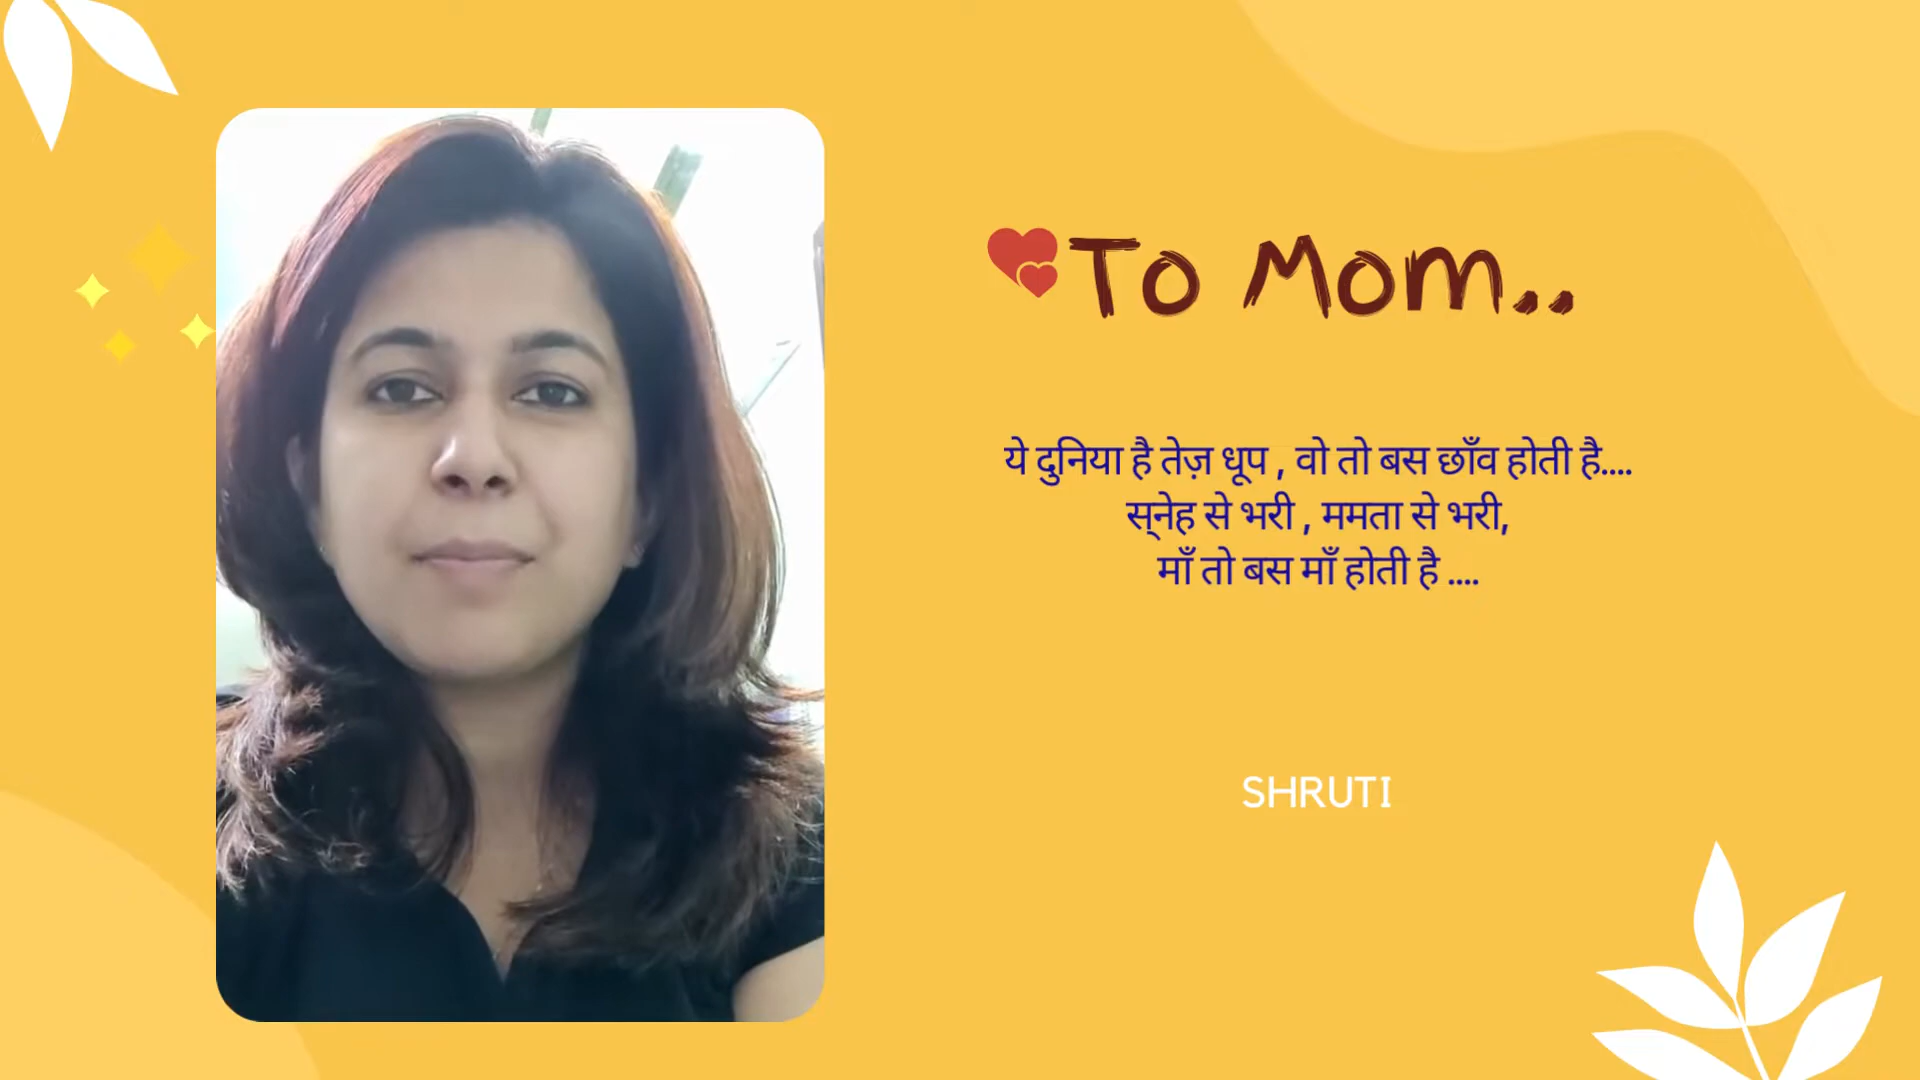 To Mom..
ये दुनिया है तेज़ धूप , वो तो बस छाँव होती है....
स्नेह से भरी , ममता से भरी,
माँ तो बस माँ होती है ....
SHRUTI